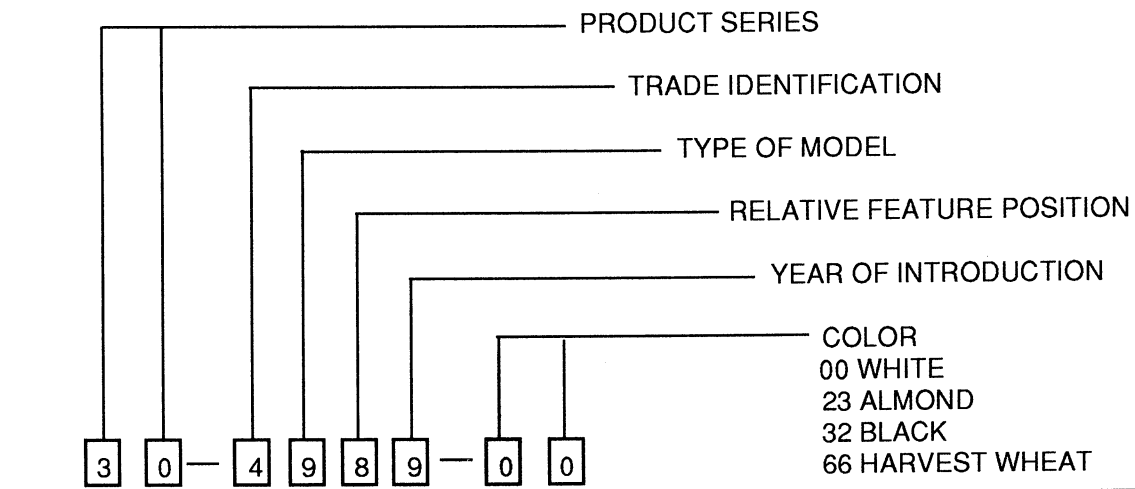 PRODUCT SERIES
TRADE IDENTIFICATION
TYPE OF MODEL
RELATIVE FEATURE POSITION
YEAR OF INTRODUCTION
COLOR
00 WHITE
23 ALMOND
32 BLACK
66 HARVEST WHEAT
3 0 — 4 9 8 9 — 0 0